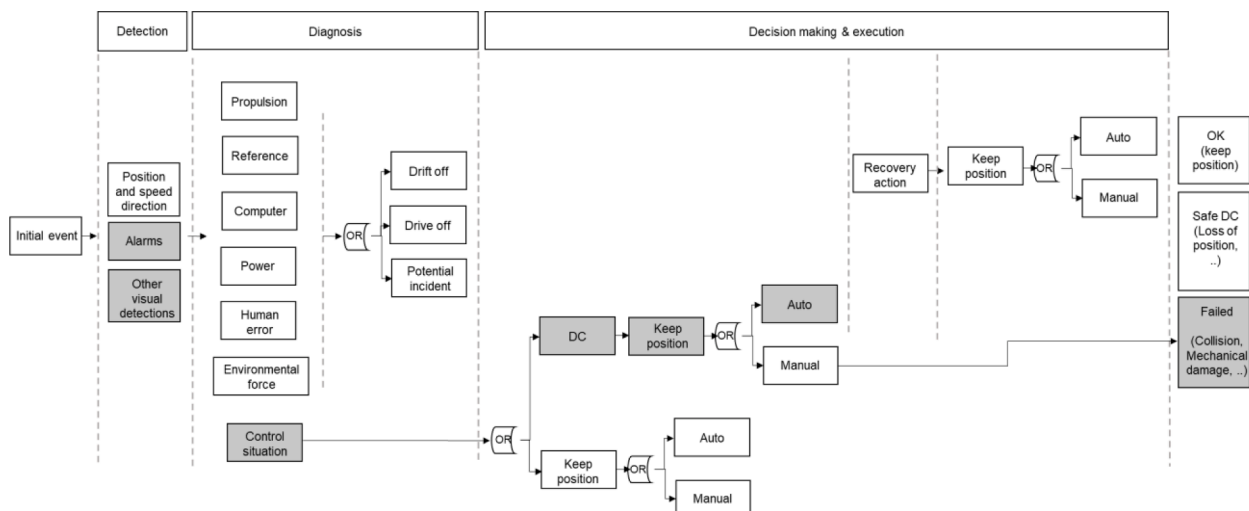 Detection
Diagnosis
Decision making & execution
Initial event
Position
and speed
direction
Alarms
Other
visual
detections
Propulsion
Reference
Computer
Power
Human
error
Environmental
force
Control
situation
OR
Drift off
Drive off
Potential
incident
OR
DC
Keep
position
OR
Auto
Manual
Keep
position
OR
Auto
Manual
Recovery
action
Keep
position
OR
Auto
Manual
OK
(keep
position)
Safe DC
(Loss of
position,
..)
Failed
(Collision,
Mechanical
damage, ..)